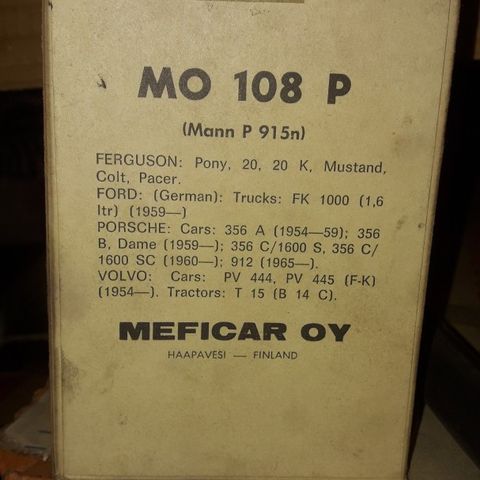 MO 108 P
(Mann P 915n)
FERGUSON: Pony, 20, 20 K, Mustand,
Colt, Pacer.
FORD: (German): Trucks: FK 1000 (1,6
ltr) (1959—)
PORSCHE: Cars: 356 A (1954—59); 356
B, Dame (1959—); 356 C/1600 S, 356 C/
1600 SC (1960—); 912 (1965—).
VOLVO: Cars: PV 444, PV 445 (F-K)
(1954—). Tractors: T 15 (B 14 C).
MEFICAR OY
HAAPAVESI — FINLAND